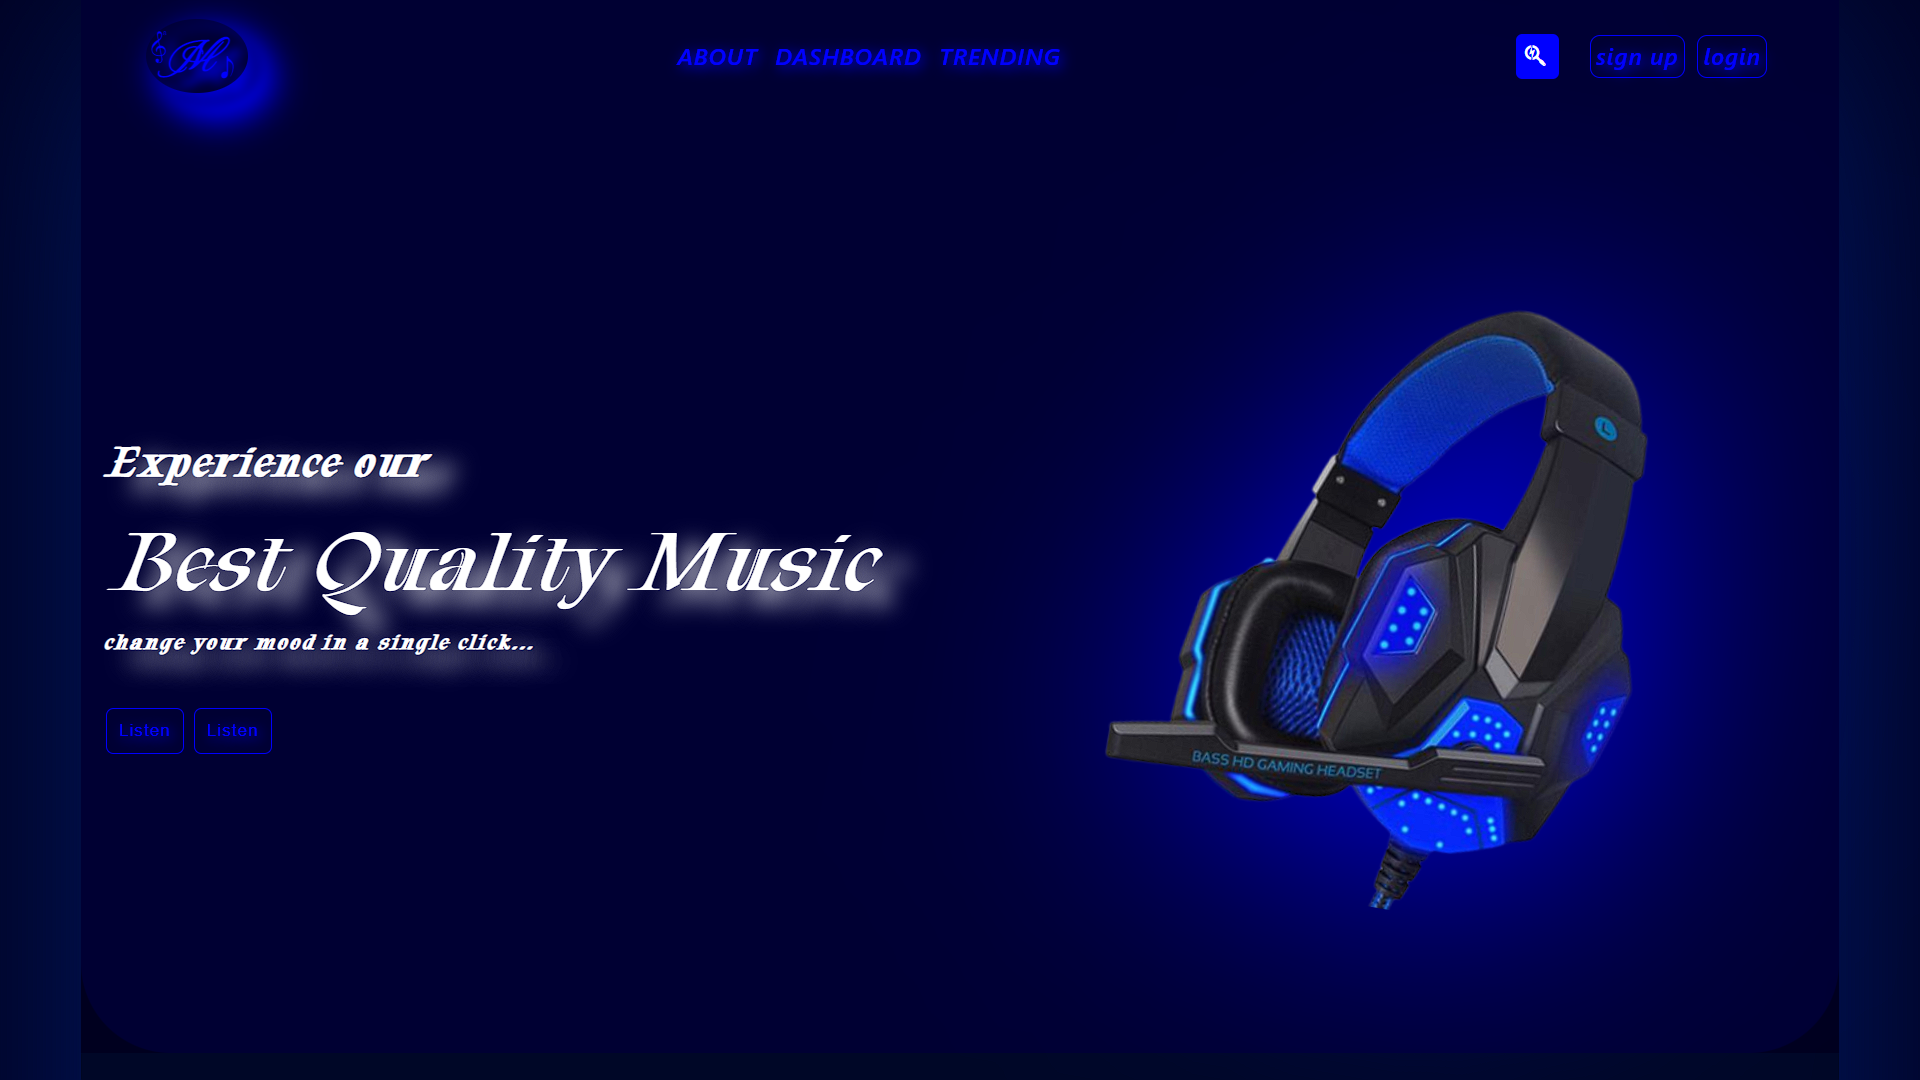 M
ABOUT DASHBOARD TRENDING
sign up login
Experience our
Best Quality Music
change your mood in a single click...
Listen Listen
L
BASS HD GAMING HEADSET